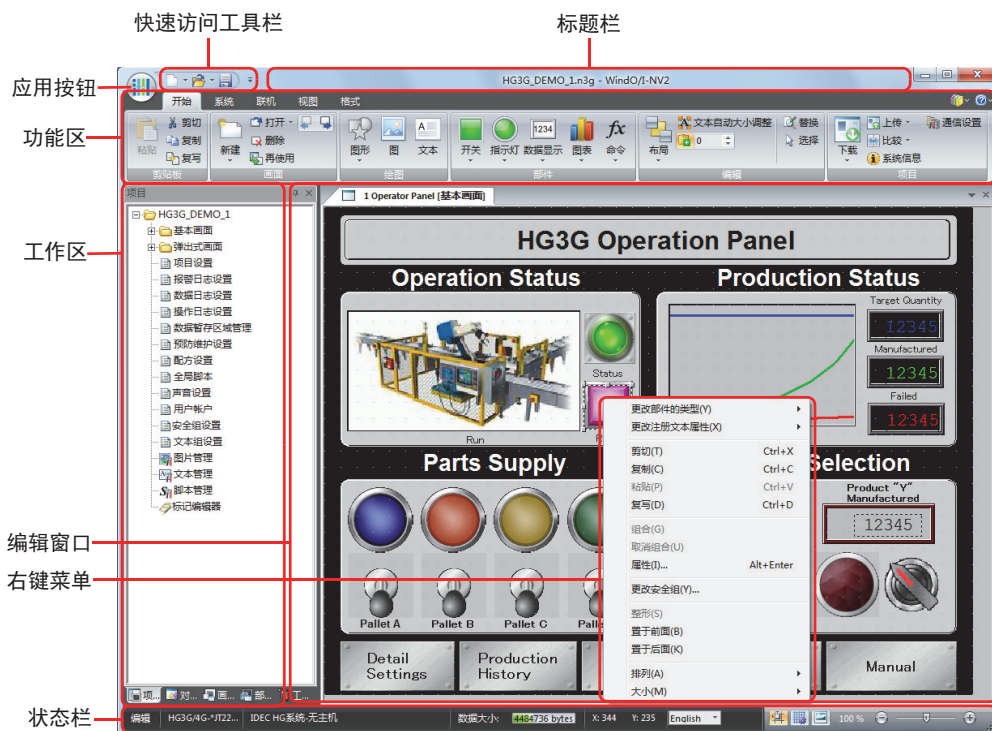 快速访问工具栏
标题栏
应用按钮
功能区
工作区
编辑窗口
右键菜单
状态栏
HG3G_DEMO_1.n3g - WindO/I-NV2
开始 系统 联机 视图 格式
粘贴
剪切
复制
复写
剪贴板
新建
打开
删除
再使用
画面
图形
图
文本
绘图
开关
指示灯
1234
数据显示
图表
fx
命令
部件
布局
文本自动大小调整
0
替换
选择
编辑
下载
上传
比较
系统信息
通信设置
项目
项目
HG3G_DEMO_1
基本画面
弹出式画面
项目设置
报警日志设置
数据日志设置
操作日志设置
数据暂存区域管理
预防维护设置
配方设置
全局脚本
声音设置
用户帐户
安全组设置
文本组设置
图片管理
文本管理
脚本管理
标记编辑器
项... 对... 画... 部... 工...
1 Operator Panel [基本画面]
HG3G Operation Panel
Operation Status
Production Status
Run
Status
Target Quantity
12345
Manufactured
12345
Failed
12345
Parts Supply
Selection
Product "Y"
Manufactured
12345
Pallet A
Pallet B
Pallet C
Detail
Settings
Production
History
Manual
更改部件的类型(Y)
更改注册文本属性(X)
剪切(T) Ctrl+X
复制(C) Ctrl+C
粘贴(P) Ctrl+V
复写(D) Ctrl+D
组合(G)
取消组合(U)
属性(I)... Alt+Enter
更改安全组(Y)...
整形(S)
置于前面(B)
置于后面(K)
排列(A)
大小(M)
编辑 HG3G/4G-*JT22... IDEC HG系统-无主机 数据大小: 4484736 bytes X: 344 Y: 235 English 100 %